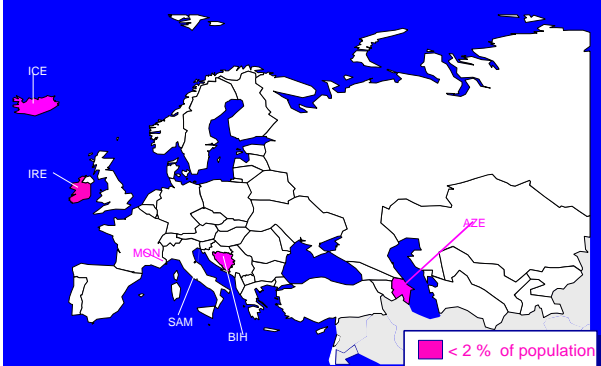 ICE
IRE
AZE
MON
SAM
BIH
< 2 % of population